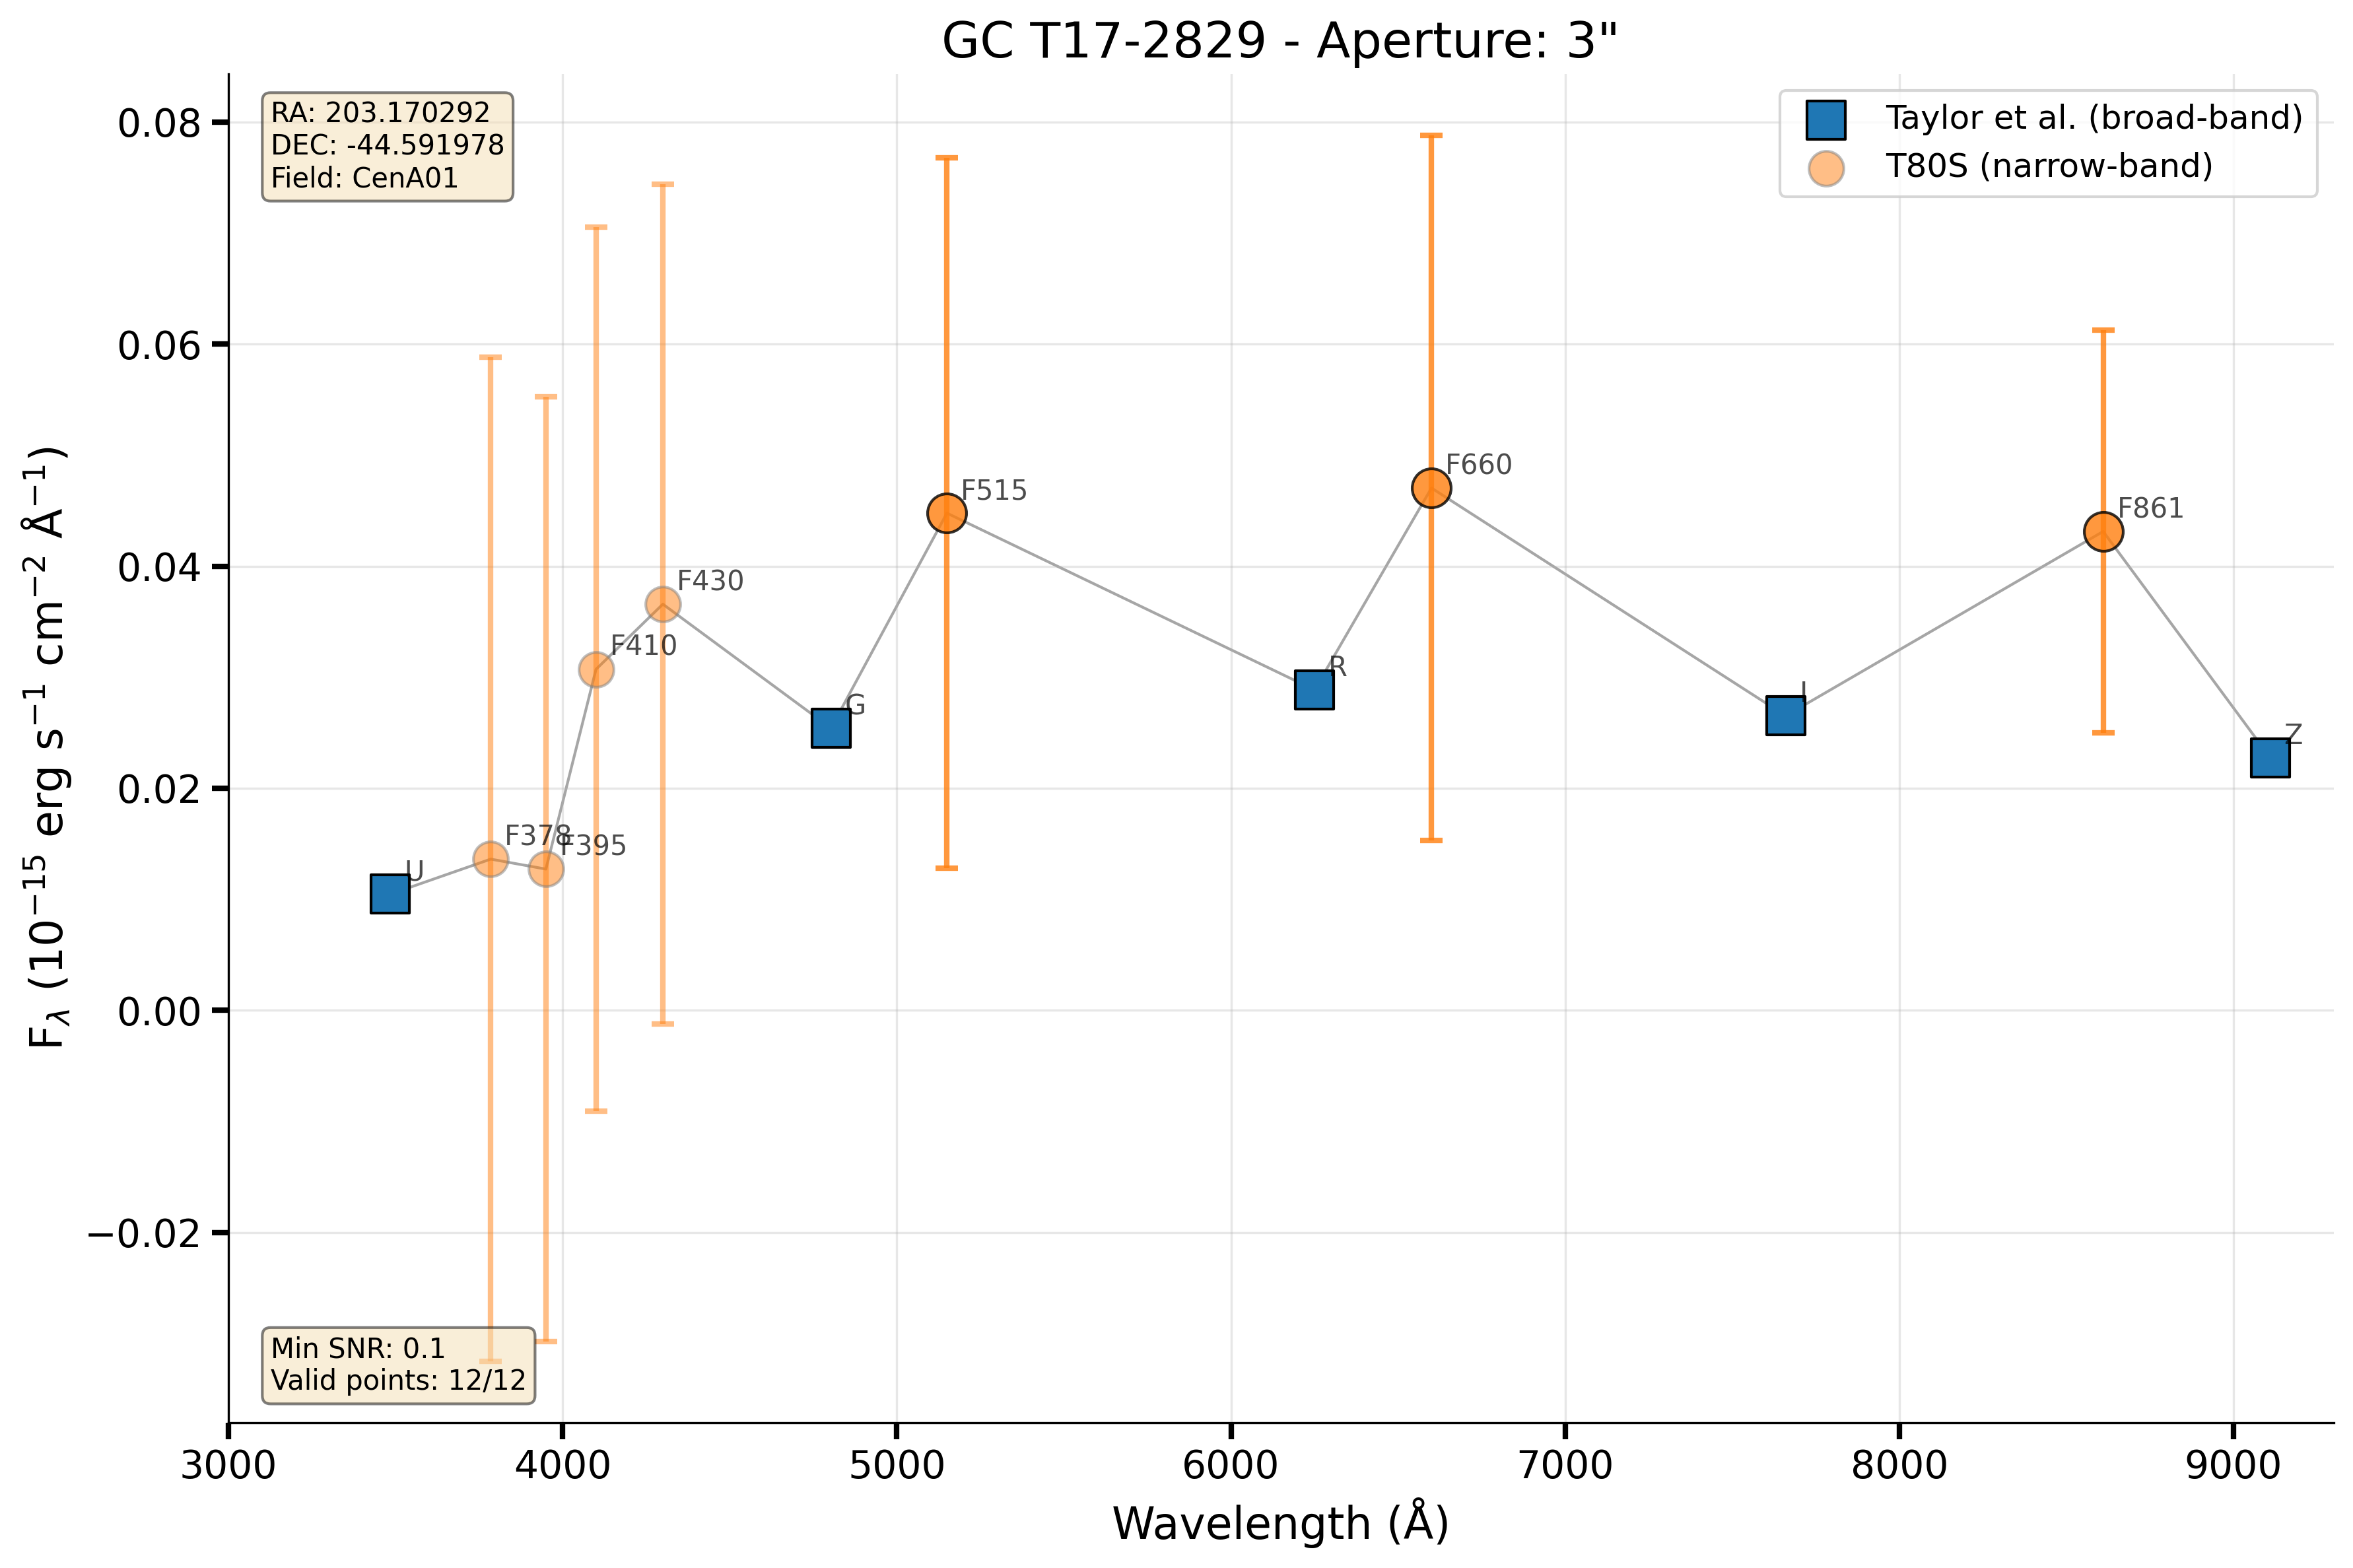 GC T17-2829 - Aperture: 3"
RA: 203.170292
DEC: -44.591978
Field: CenA01
Taylor et al. (broad-band)
T80S (narrow-band)
0.08
0.06
0.04
0.02
0.00
−0.02
F_λ (10⁻¹⁵ erg s⁻¹ cm⁻² Å⁻¹)
U
F378
F395
F410
F430
G
F515
R
F660
I
F861
Z
Min SNR: 0.1
Valid points: 12/12
3000 4000 5000 6000 7000 8000 9000
Wavelength (Å)